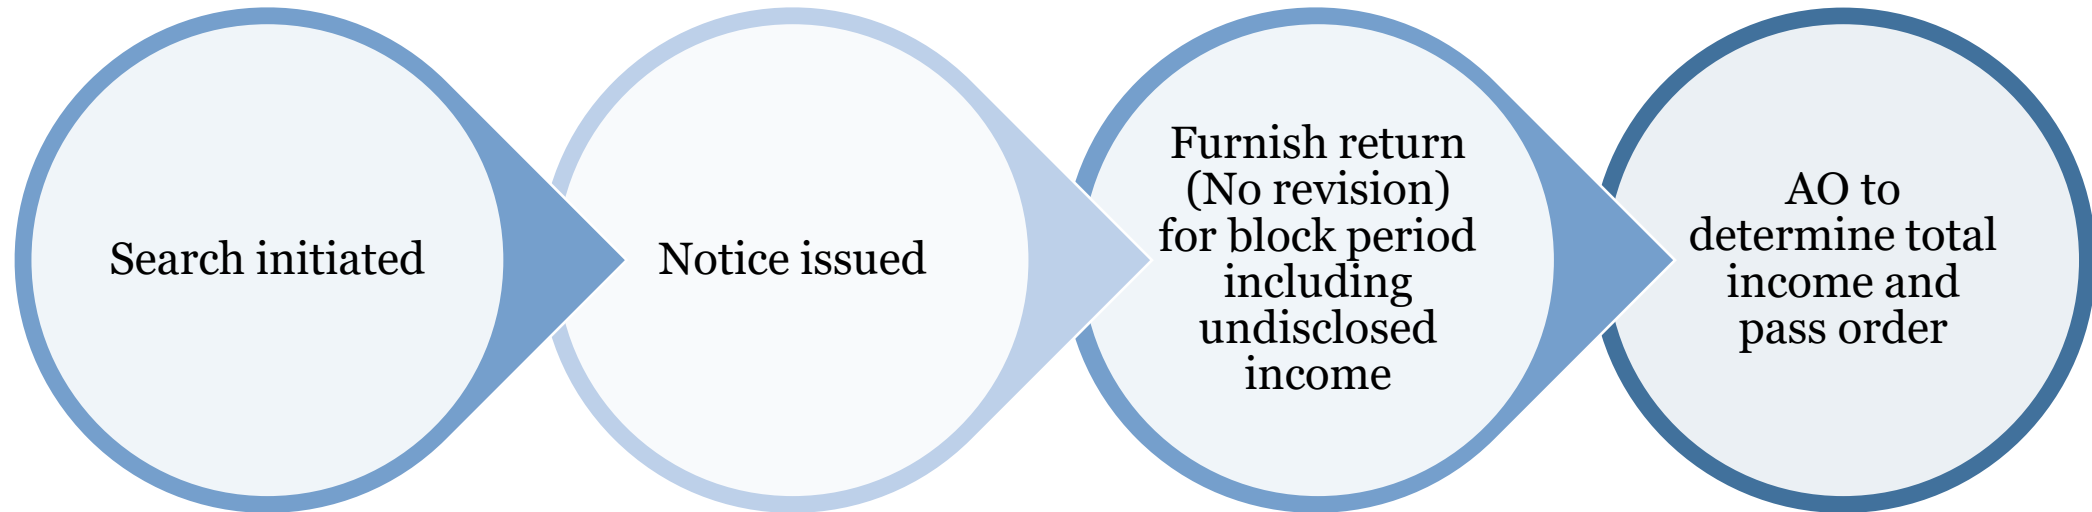 Search initiated
Notice issued
Furnish return
(No revision)
for block period
including
undisclosed
income
AO to
determine total
income and
pass order